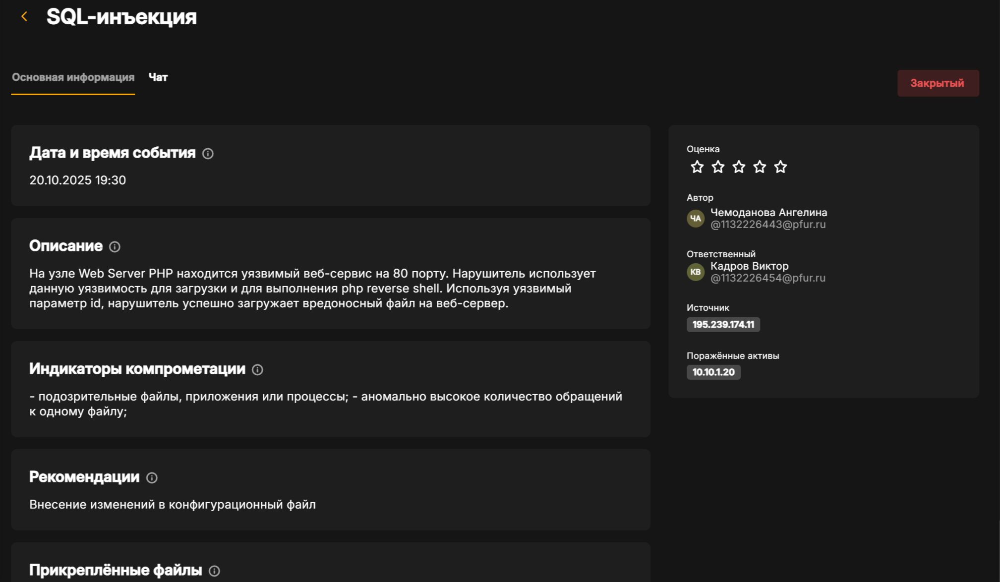 SQL-инъекция
Основная информация
Чат
Закрытый
Дата и время события
20.10.2025 19:30
Описание
На узле Web Server PHP находится уязвимый веб-сервис на 80 порту. Нарушитель использует
данную уязвимость для загрузки и для выполнения php reverse shell. Используя уязвимый
параметр id, нарушитель успешно загружает вредоносный файл на веб-сервер.
Индикаторы компрометации
- подозрительные файлы, приложения или процессы; - аномально высокое количество обращений
к одному файлу;
Рекомендации
Внесение изменений в конфигурационный файл
Прикреплённые файлы
Оценка
Автор
ЧА
Чемоданова Ангелина
@1132226443@pfur.ru
Ответственный
КВ
Кадров Виктор
@1132226454@pfur.ru
Источник
195.239.174.11
Поражённые активы
10.10.1.20